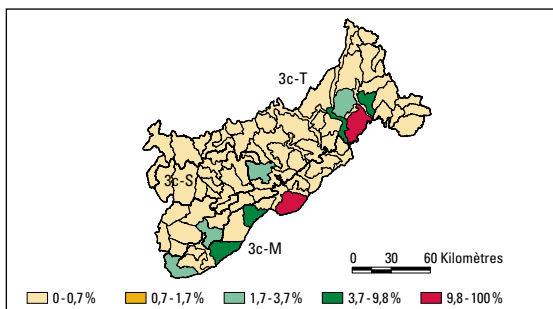 3c-T
3c-S
3c-M
0 30 60 Kilomètres
0 - 0,7 % 0,7 - 1,7 % 1,7 - 3,7 % 3,7 - 9,8 % 9,8 - 100 %